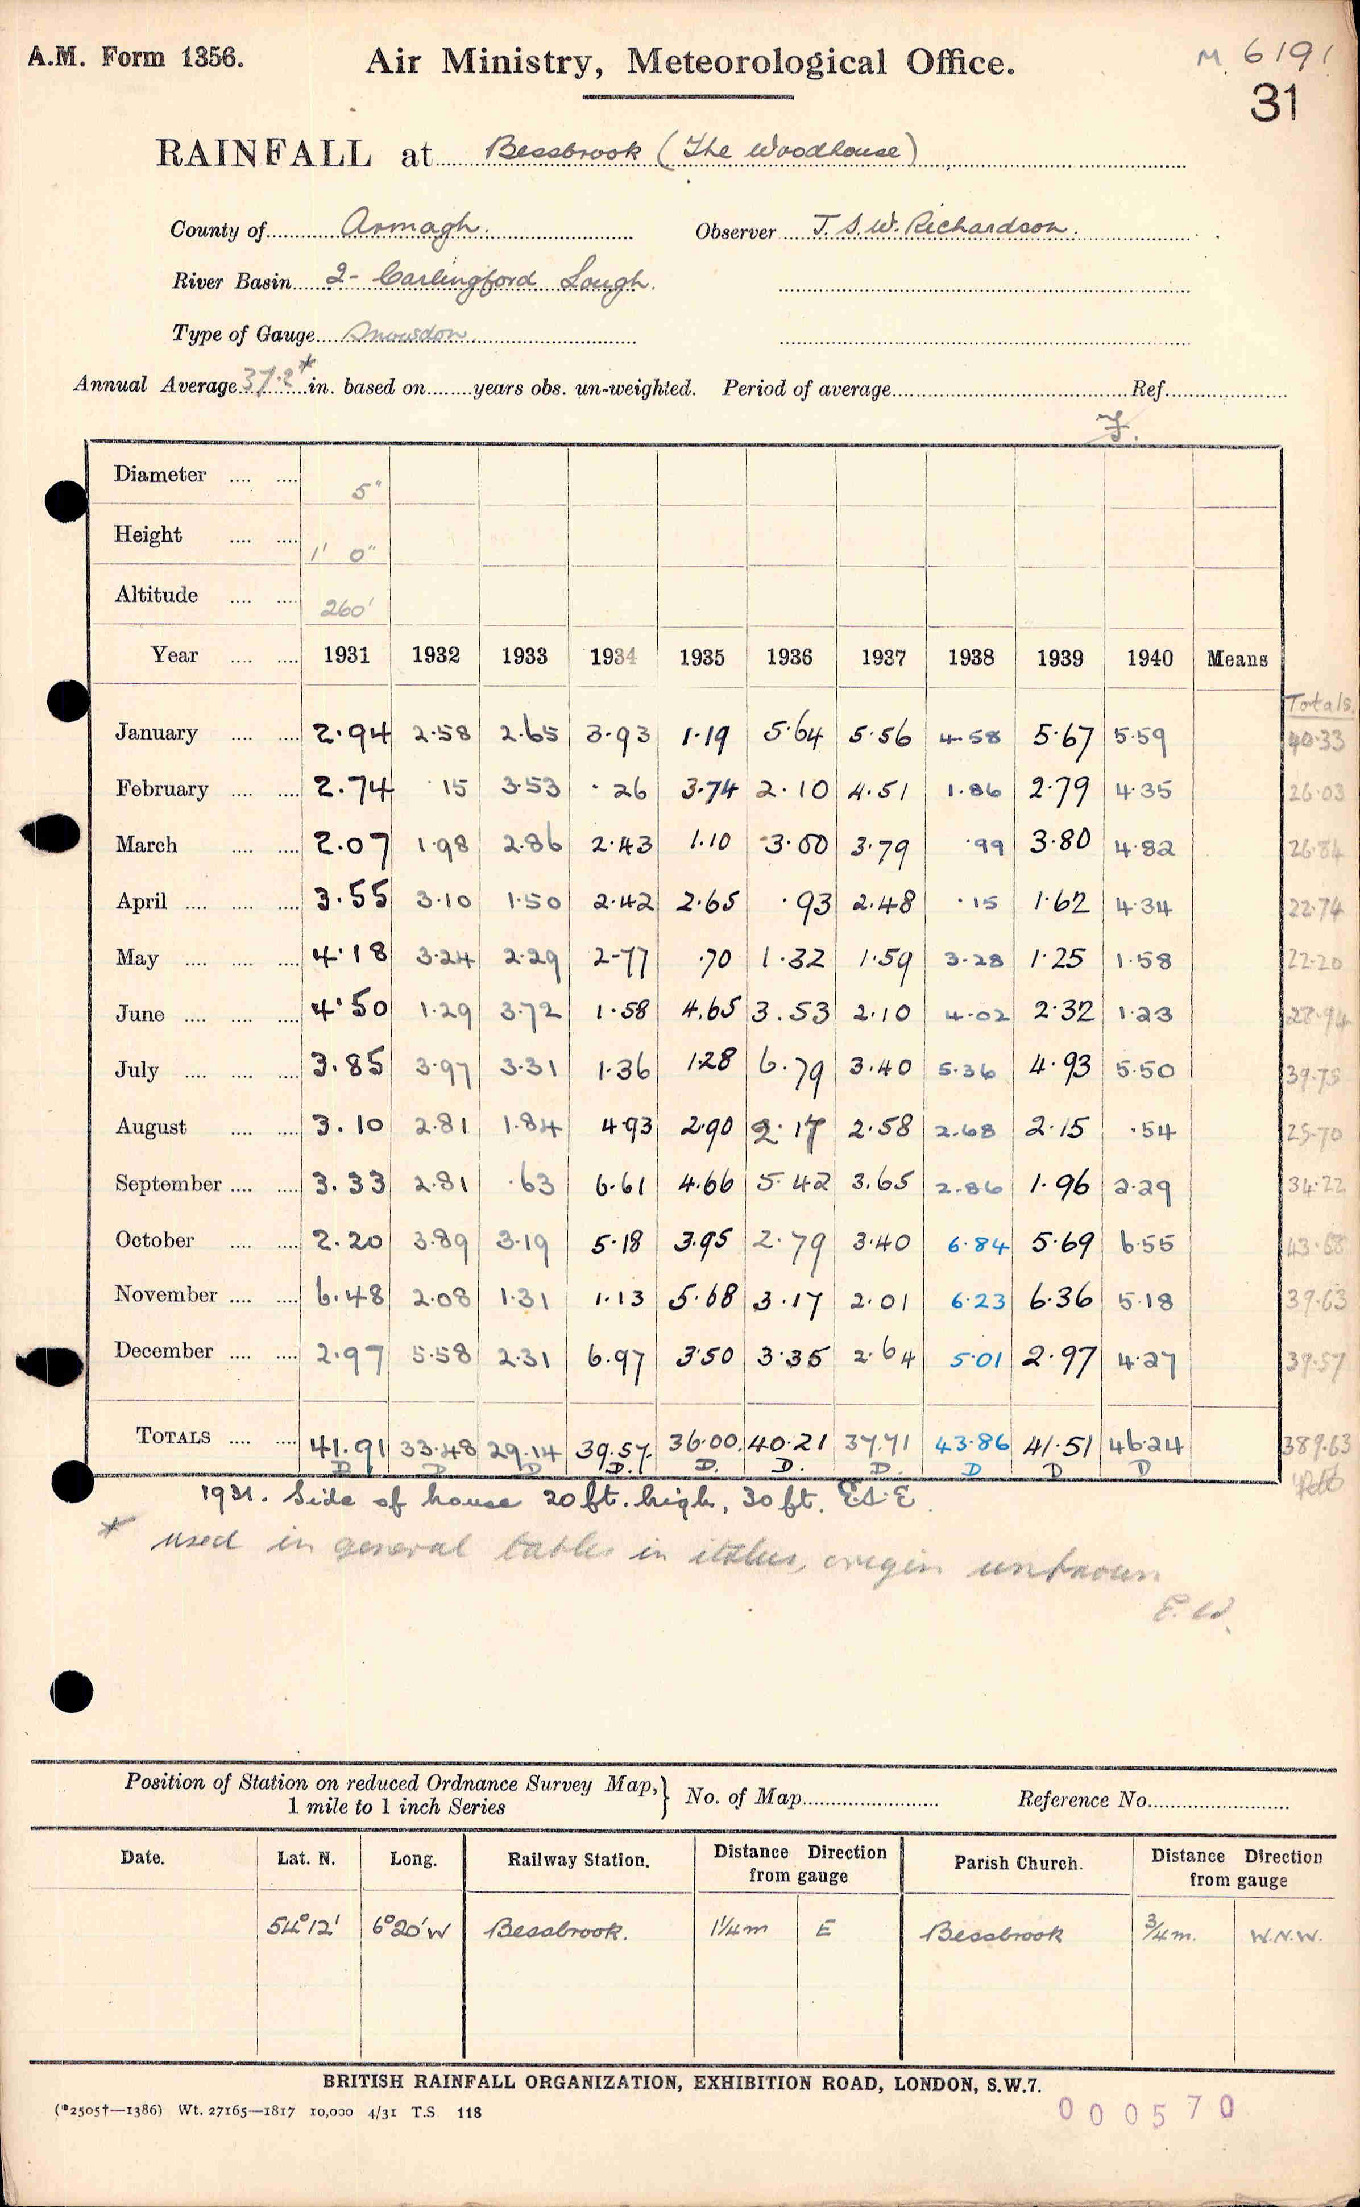 A.M. Form 1356.
Air Ministry, Meteorological Office.
M 6191
31
RAINFALL at Bessbrook (The Woodhouse)
County of Armagh. Observer T. S. W. Richardson.
River Basin 2- Carlingford Lough.
Type of Gauge Snowdon
Annual Average 37.2* in. based on years obs. un-weighted. Period of average Ref.
Diameter 5"
Height 1' 0"
Altitude 260'
Year 1931 1932 1933 1934 1935 1936 1937 1938 1939 1940 Means
Totals.
January 2.94 2.58 2.65 3.93 1.19 5.64 5.56 4.58 5.67 5.59 40.33
February 2.74 .15 3.53 .26 3.74 2.10 4.51 1.86 2.79 4.35 26.03
March 2.07 1.98 2.86 2.43 1.10 3.00 3.79 .99 3.80 4.82 26.84
April 3.55 3.10 1.50 2.42 2.65 .93 2.48 .15 1.62 4.34 22.74
May 4.18 3.24 2.29 2.77 .70 1.32 1.59 3.28 1.25 1.58 22.20
June 4.50 1.29 3.72 1.58 4.65 3.53 2.10 4.02 2.32 1.23 28.94
July 3.85 3.97 3.31 1.36 1.28 6.79 3.40 5.36 4.93 5.50 39.75
August 3.10 2.81 1.84 4.93 2.90 2.17 2.58 2.68 2.15 .54 25.70
September 3.33 2.81 .63 6.61 4.66 5.42 3.65 2.86 1.96 2.29 34.22
October 2.20 3.89 3.19 5.18 3.95 2.79 3.40 6.84 5.69 6.55 43.68
November 6.48 2.08 1.31 1.13 5.68 3.17 2.01 6.23 6.36 5.18 39.63
December 2.97 5.58 2.31 6.97 3.50 3.35 2.64 5.01 2.97 4.27 39.57
TOTALS 41.91 33.48 29.14 39.57 36.00 40.21 37.71 43.86 41.51 46.24 389.63
D D D D. D. D. D. D D D
1931. Side of house 20 ft. high, 30 ft. ESE
* used in general tables in italics, origin unknown
E.W.
Position of Station on reduced Ordnance Survey Map, } No. of Map Reference No.
1 mile to 1 inch Series
Date. Lat. N. Long. Railway Station. Distance Direction from gauge Parish Church. Distance Direction from gauge
54°12' 6°20'W Bessbrook. 1¼m E Bessbrook ¾m. W.N.W.
BRITISH RAINFALL ORGANIZATION, EXHIBITION ROAD, LONDON, S.W.7.
(*2505†—1386) Wt. 27165—1817 10,000 4/31 T.S 118
000570